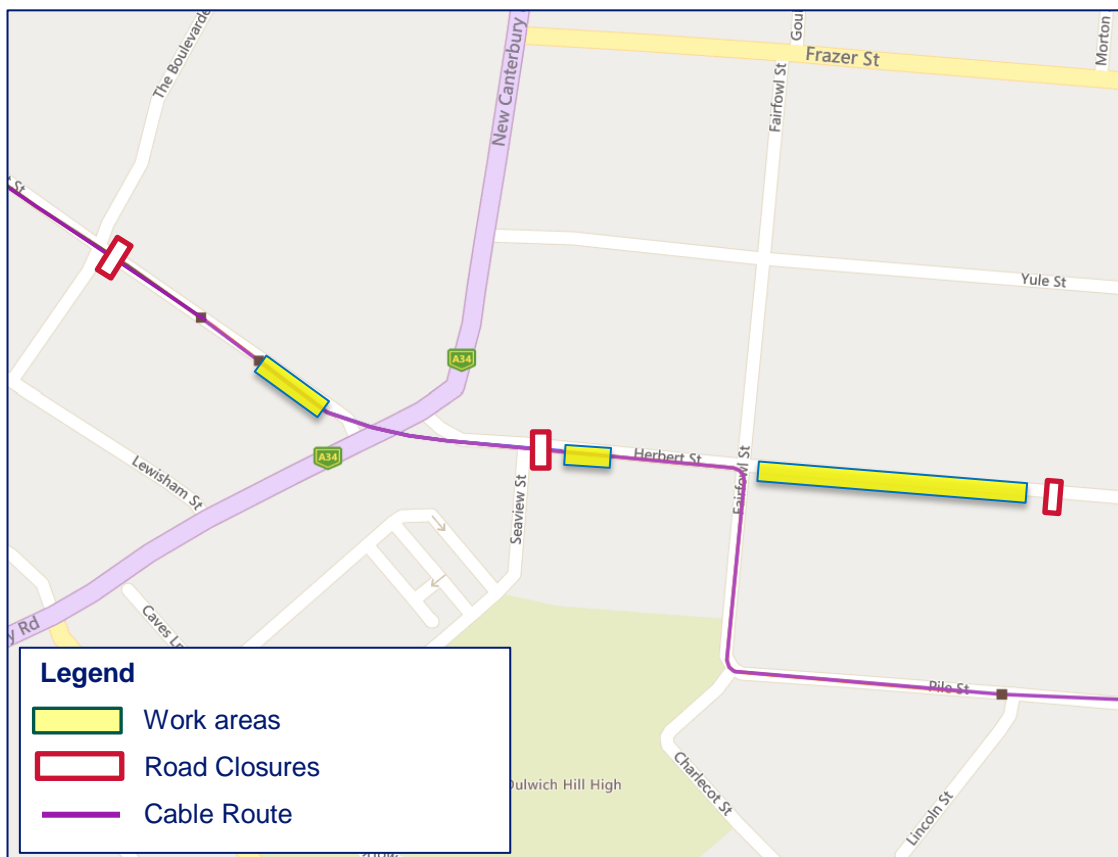 The Boulevarde
New Canterbury
Frazer St
Fairfowl St
Morton
Yule St
A34
A34
Herbert St
Lewisham St
Seaview St
Fairfowl St
Caves Ln
Rd
Pile St
Dulwich Hill High
Charlecot St
Lincoln St
Legend
Work areas
Road Closures
Cable Route